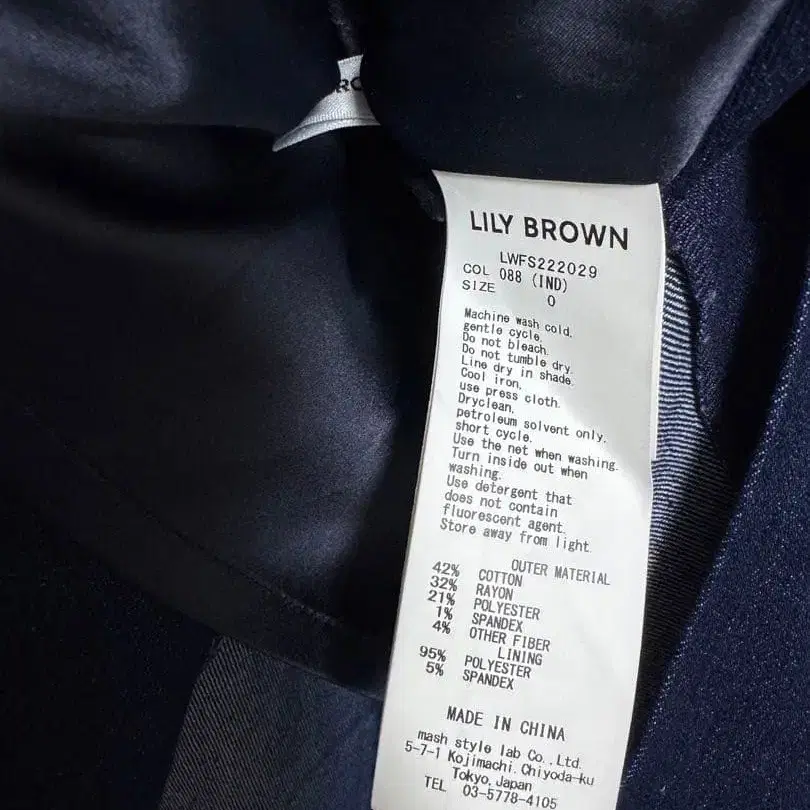 LILY BROWN
LWFS222029
COL 088 (IND)
SIZE 0
Machine wash cold,
gentle cycle.
Do not bleach.
Do not tumble dry.
Line dry in shade.
Cool iron,
use press cloth.
Dryclean,
petroleum solvent only,
short cycle.
Use the net when washing.
Turn inside out when
washing.
Use detergent that
does not contain
fluorescent agent.
Store away from light.
OUTER MATERIAL
42% COTTON
32% RAYON
21% POLYESTER
1% SPANDEX
4% OTHER FIBER
LINING
95% POLYESTER
5% SPANDEX
MADE IN CHINA
mash style lab Co., Ltd.
5-7-1 Kojimachi, Chiyoda-ku
Tokyo, Japan
TEL 03-5778-4105